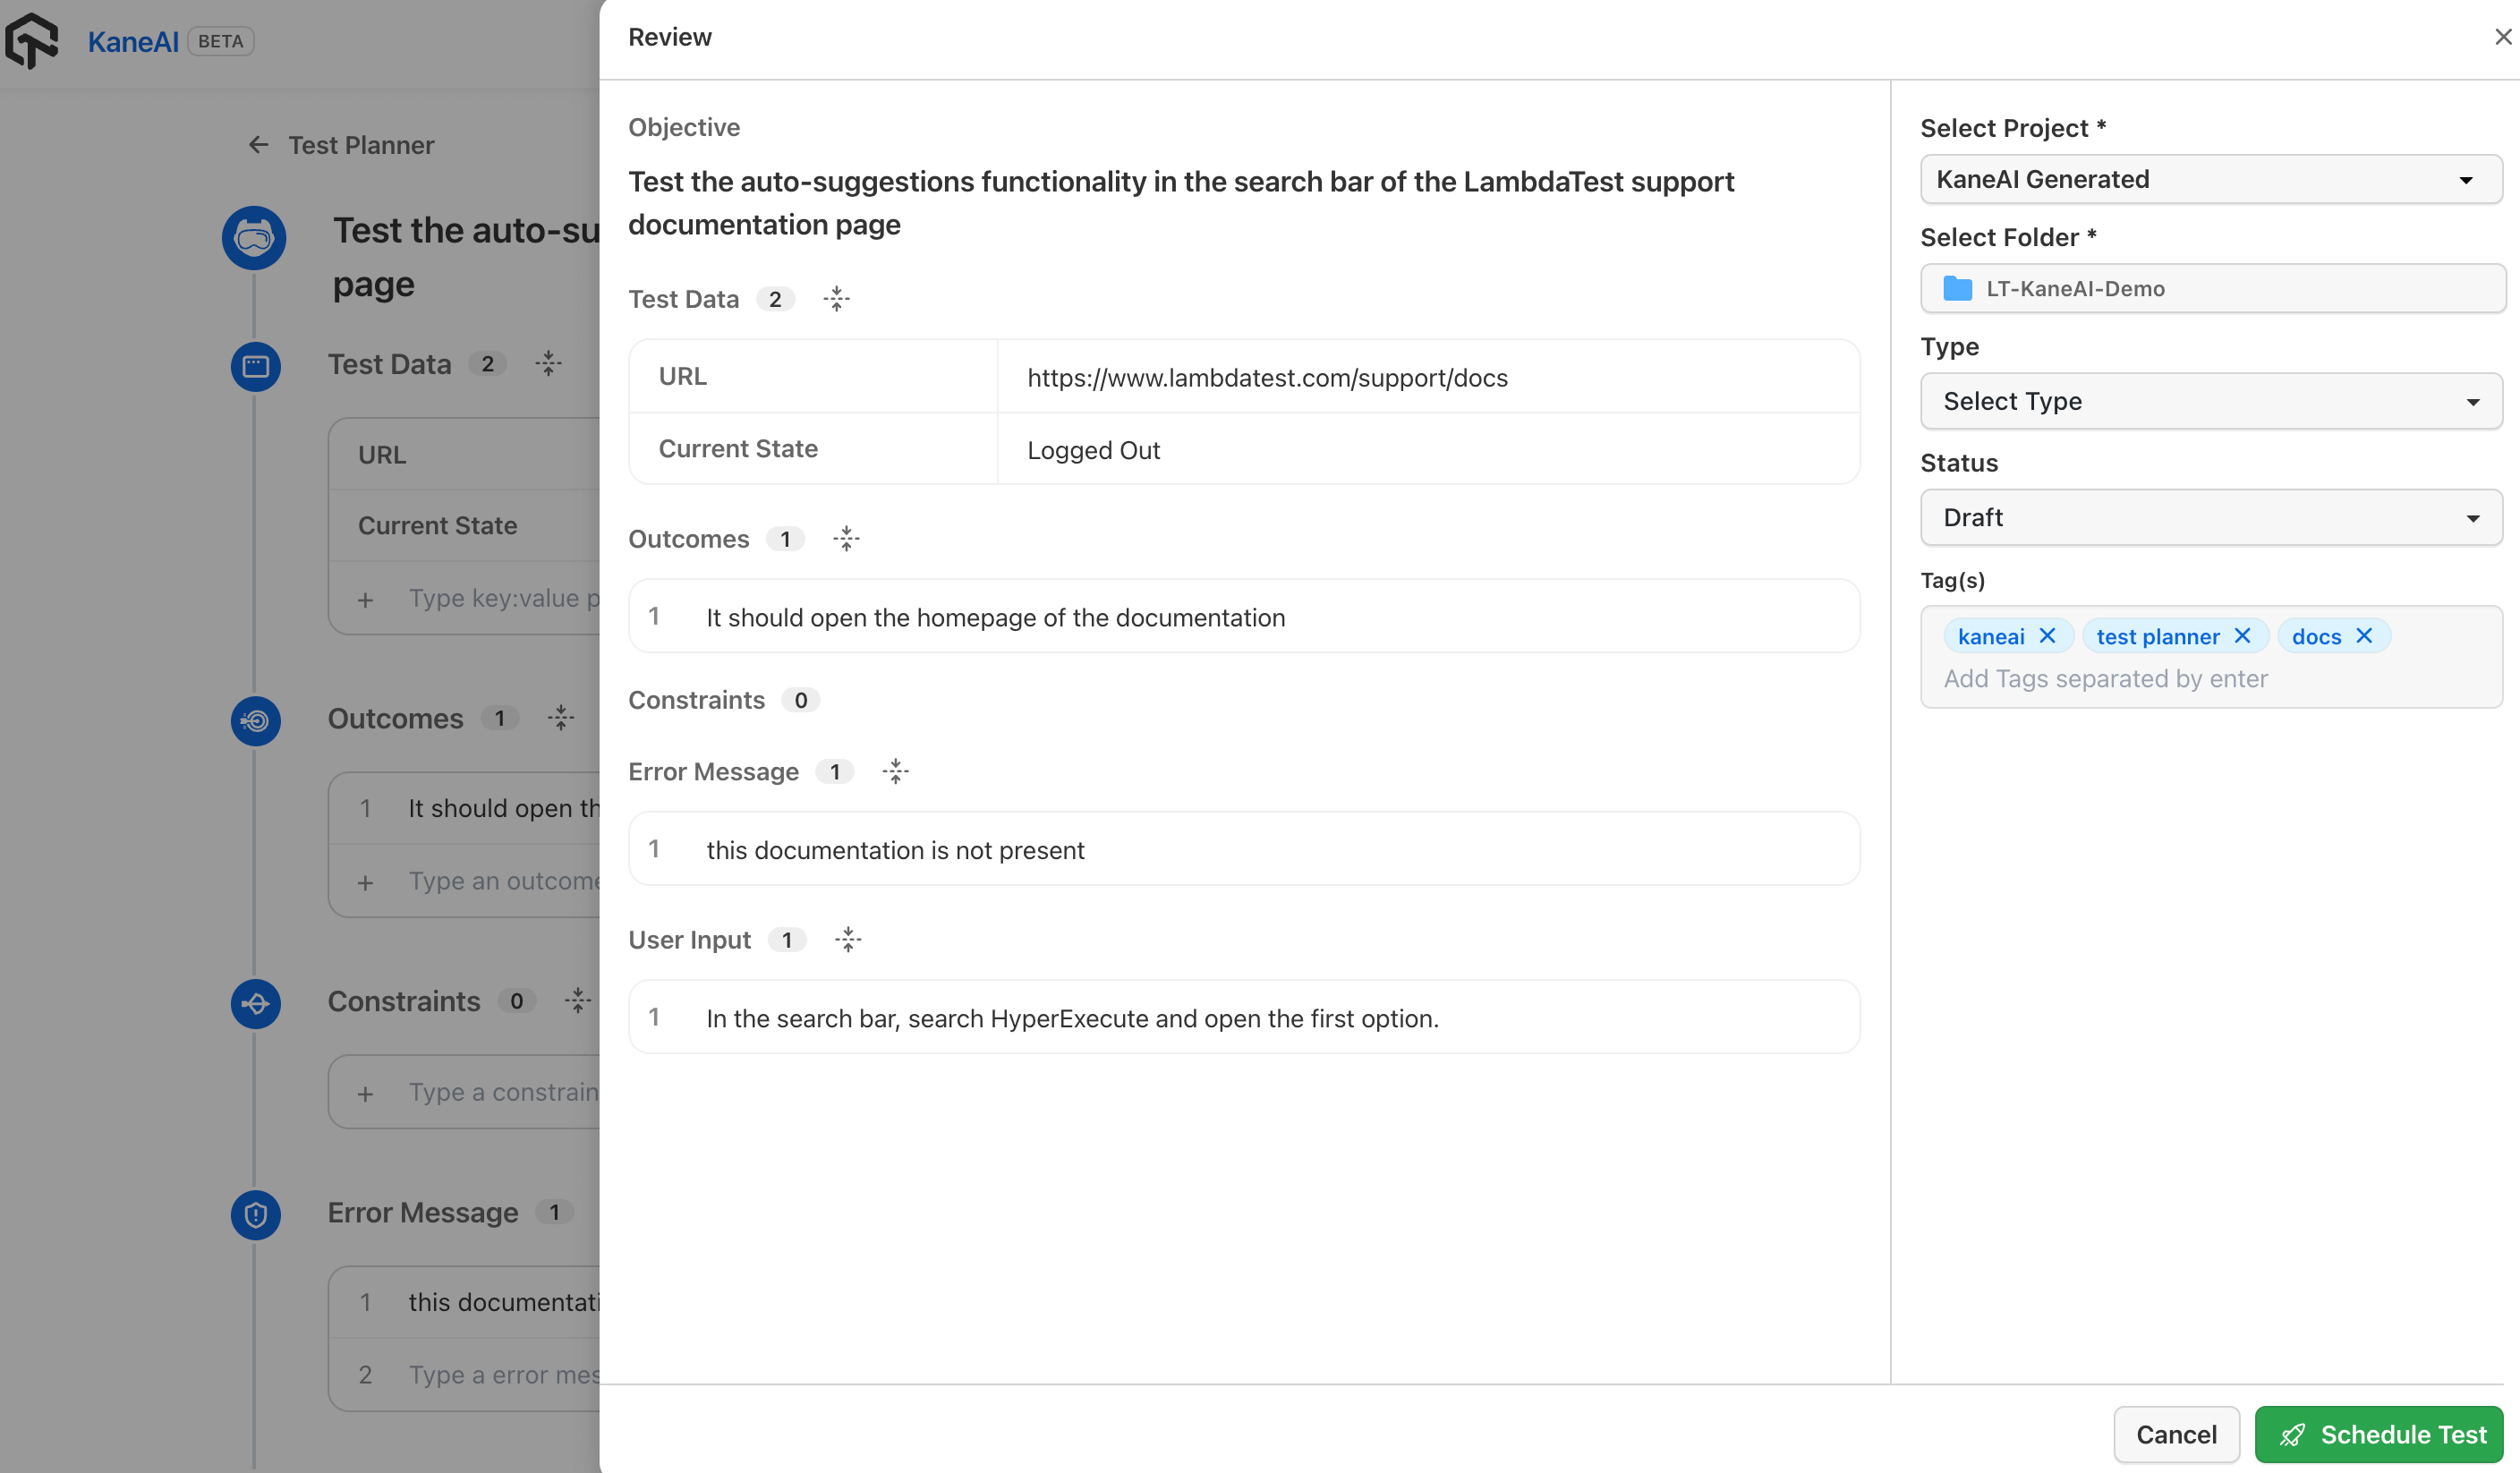 KaneAI BETA
Test Planner
Test the auto-su
page
Test Data 2
URL
Current State
+ Type key:value p
Outcomes 1
1 It should open th
+ Type an outcome
Constraints 0
+ Type a constrain
Error Message 1
1 this documentati
2 Type a error mes
Review
Objective
Test the auto-suggestions functionality in the search bar of the LambdaTest support
documentation page
Test Data 2
URL https://www.lambdatest.com/support/docs
Current State Logged Out
Outcomes 1
1 It should open the homepage of the documentation
Constraints 0
Error Message 1
1 this documentation is not present
User Input 1
1 In the search bar, search HyperExecute and open the first option.
Select Project *
KaneAI Generated
Select Folder *
LT-KaneAI-Demo
Type
Select Type
Status
Draft
Tag(s)
kaneai test planner docs
Add Tags separated by enter
Cancel Schedule Test